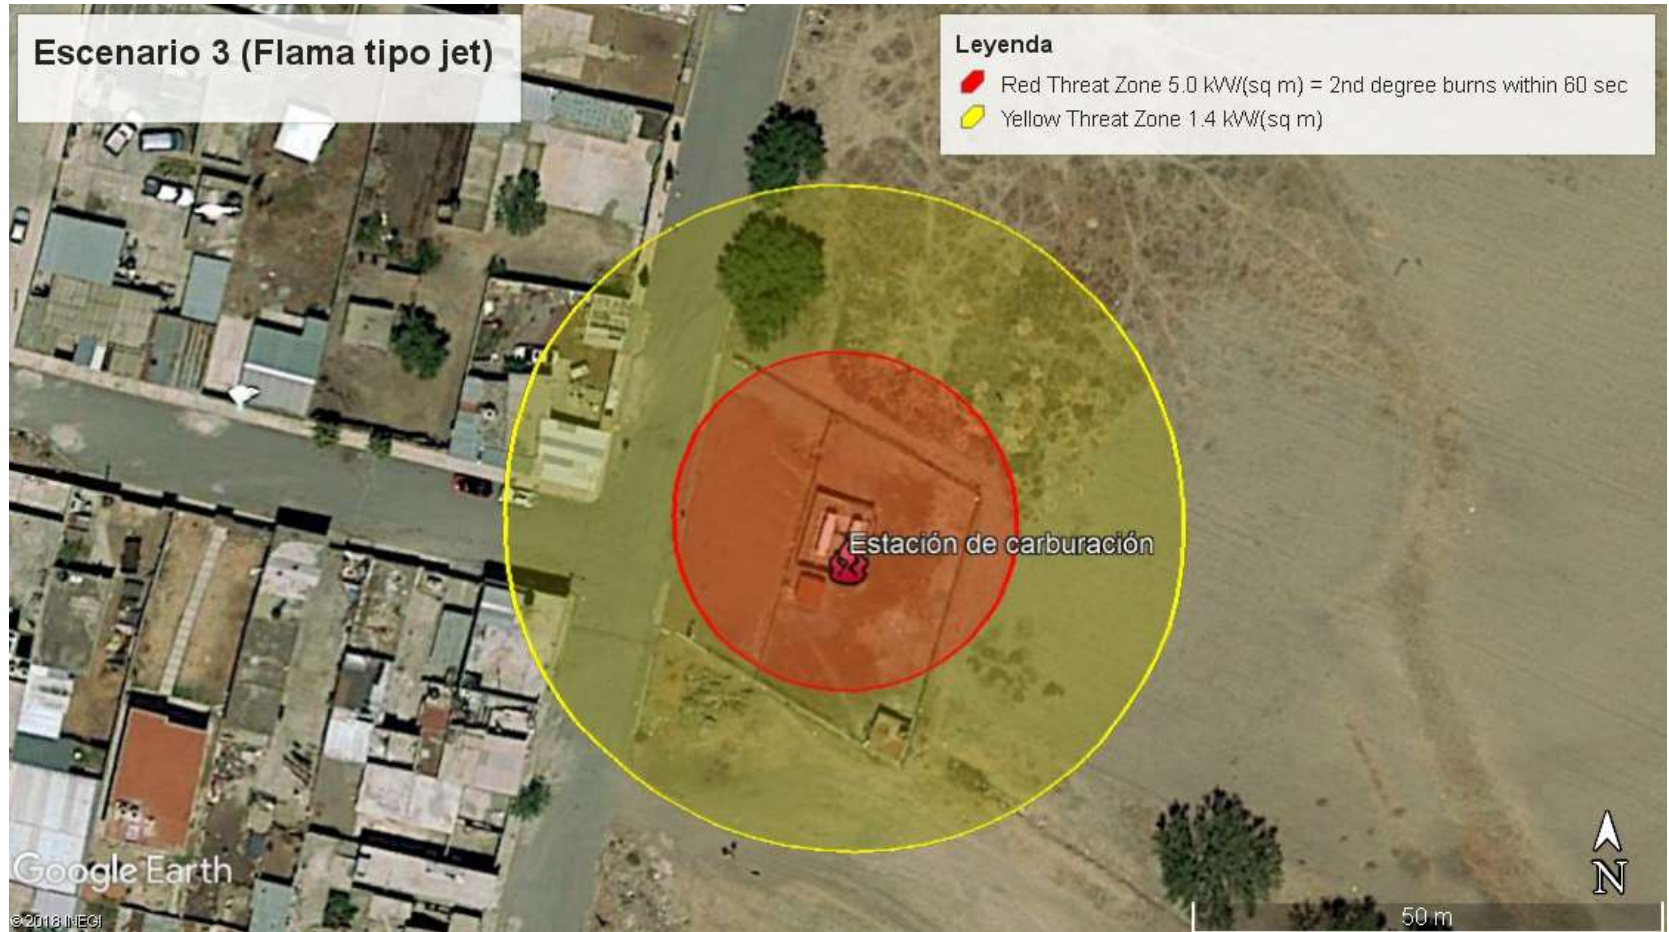 Escenario 3 (Flama tipo jet)
Leyenda
Red Threat Zone 5.0 kW/(sq m) = 2nd degree burns within 60 sec
Yellow Threat Zone 1.4 kW/(sq m)
Estación de carburación
Google Earth
© 2018 INEGI
N
50 m